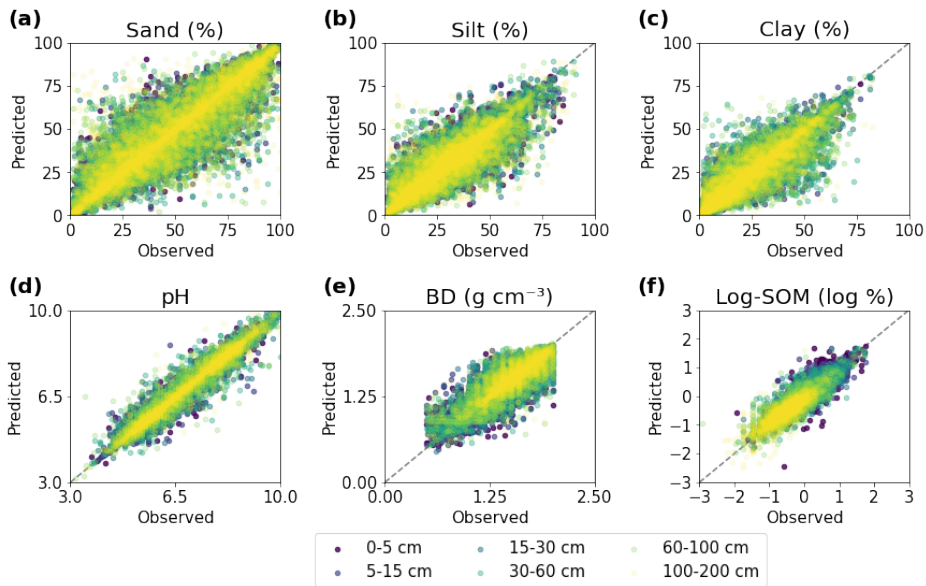 (a) Sand (%)
(b) Silt (%)
(c) Clay (%)
100
75
50
25
0
Predicted
0 25 50 75 100
Observed
100
75
50
25
0
Predicted
0 25 50 75 100
Observed
100
75
50
25
0
Predicted
0 25 50 75 100
Observed
(d) pH
(e) BD (g cm⁻³)
(f) Log-SOM (log %)
10.0
6.5
3.0
Predicted
3.0 6.5 10.0
Observed
2.50
1.25
0.00
Predicted
0.00 1.25 2.50
Observed
3
2
1
0
−1
−2
−3
Predicted
−3 −2 −1 0 1 2 3
Observed
0-5 cm
5-15 cm
15-30 cm
30-60 cm
60-100 cm
100-200 cm